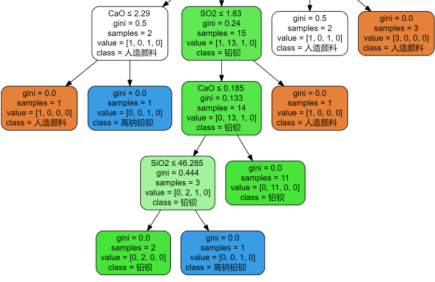 CaO ≤ 2.29
gini = 0.5
samples = 2
value = [1, 0, 1, 0]
class = 人造颜料
SO2 ≤ 1.83
gini = 0.24
samples = 15
value = [1, 13, 1, 0]
class = 铅钡
gini = 0.5
samples = 2
value = [1, 0, 1, 0]
class = 人造颜料
gini = 0.0
samples = 3
value = [3, 0, 0, 0]
class = 人造颜料
gini = 0.0
samples = 1
value = [1, 0, 0, 0]
class = 人造颜料
gini = 0.0
samples = 1
value = [0, 0, 1, 0]
class = 高钠铅钡
CaO ≤ 0.185
gini = 0.133
samples = 14
value = [0, 13, 1, 0]
class = 铅钡
gini = 0.0
samples = 1
value = [1, 0, 0, 0]
class = 人造颜料
SiO2 ≤ 46.285
gini = 0.444
samples = 3
value = [0, 2, 1, 0]
class = 铅钡
gini = 0.0
samples = 11
value = [0, 11, 0, 0]
class = 铅钡
gini = 0.0
samples = 2
value = [0, 2, 0, 0]
class = 铅钡
gini = 0.0
samples = 1
value = [0, 0, 1, 0]
class = 高钠铅钡